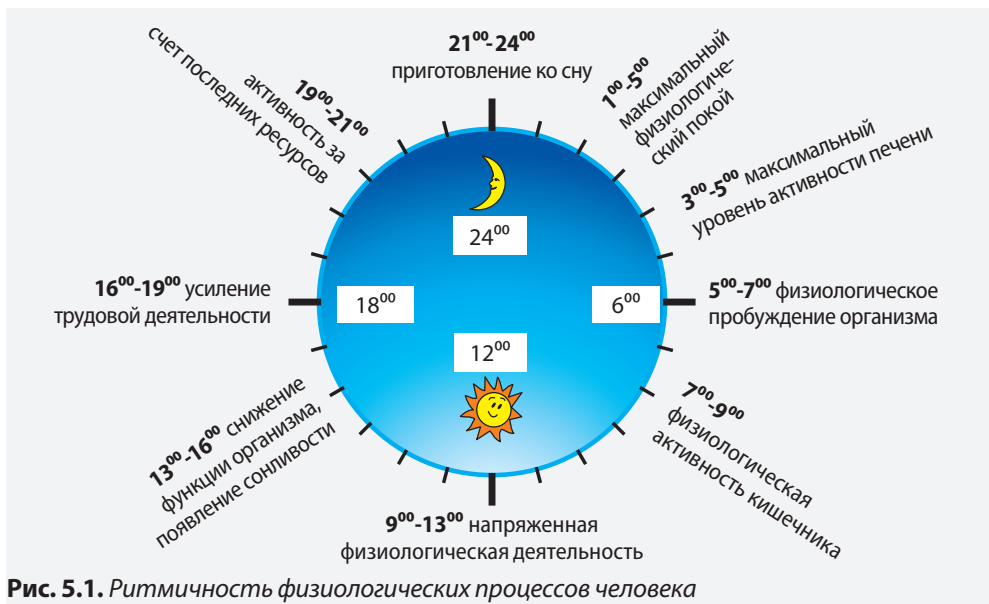 21⁰⁰-24⁰⁰
приготовление ко сну
1⁰⁰-5⁰⁰
максимальный
физиологиче-
ский покой
3⁰⁰-5⁰⁰ максимальный
уровень активности печени
5⁰⁰-7⁰⁰ физиологическое
пробуждение организма
7⁰⁰-9⁰⁰
физиологическая
активность кишечника
9⁰⁰-13⁰⁰ напряженная
физиологическая деятельность
13⁰⁰-16⁰⁰ снижение
функции организма,
появление сонливости
16⁰⁰-19⁰⁰ усиление
трудовой деятельности
19⁰⁰-21⁰⁰
активность за
счет последних ресурсов
24⁰⁰
18⁰⁰
6⁰⁰
12⁰⁰
Рис. 5.1. Ритмичность физиологических процессов человека